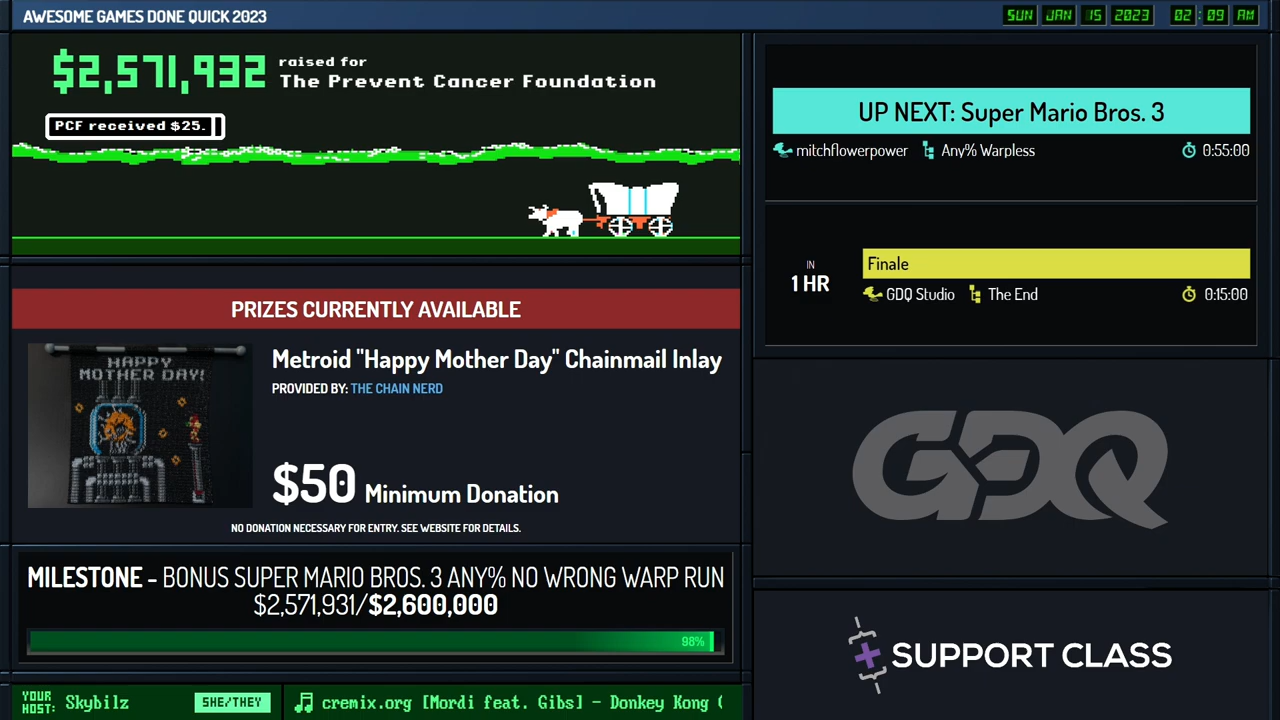 AWESOME GAMES DONE QUICK 2023
SUN JAN 15 2023 02:09 AM
$2,571,932
raised for
The Prevent Cancer Foundation
PCF received $25.
UP NEXT: Super Mario Bros. 3
mitchflowerpower Any% Warpless 0:55:00
IN
1 HR
Finale
GDQ Studio The End 0:15:00
PRIZES CURRENTLY AVAILABLE
HAPPY
MOTHER DAY!
Metroid "Happy Mother Day" Chainmail Inlay
PROVIDED BY: THE CHAIN NERD
$50 Minimum Donation
NO DONATION NECESSARY FOR ENTRY. SEE WEBSITE FOR DETAILS.
GDQ
MILESTONE - BONUS SUPER MARIO BROS. 3 ANY% NO WRONG WARP RUN
$2,571,931/$2,600,000
98%
SUPPORT CLASS
YOUR
HOST:
Skybilz
SHE/THEY
cremix.org [Mordi feat. Gibs] - Donkey Kong